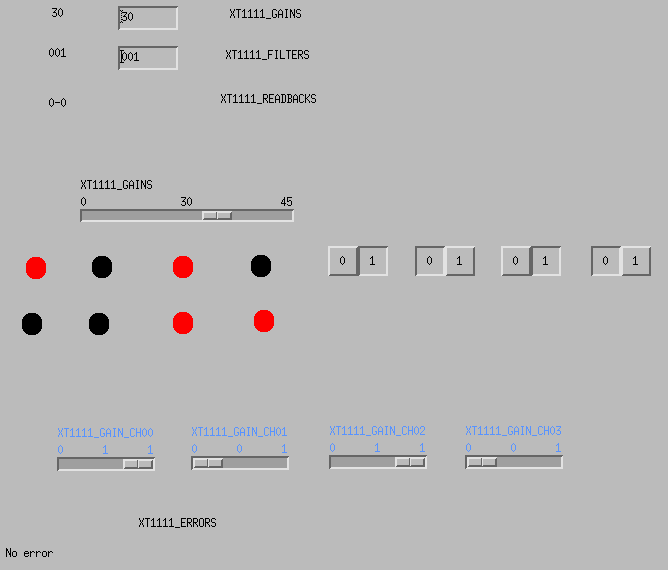 30 30 XT1111_GAINS
001 001 XT1111_FILTERS
0-0 XT1111_READBACKS
XT1111_GAINS
0 30 45
0 1 0 1 0 1 0 1
XT1111_GAIN_CH00 XT1111_GAIN_CH01 XT1111_GAIN_CH02 XT1111_GAIN_CH03
0 1 1 0 0 1 0 1 1 0 0 1
XT1111_ERRORS
No error